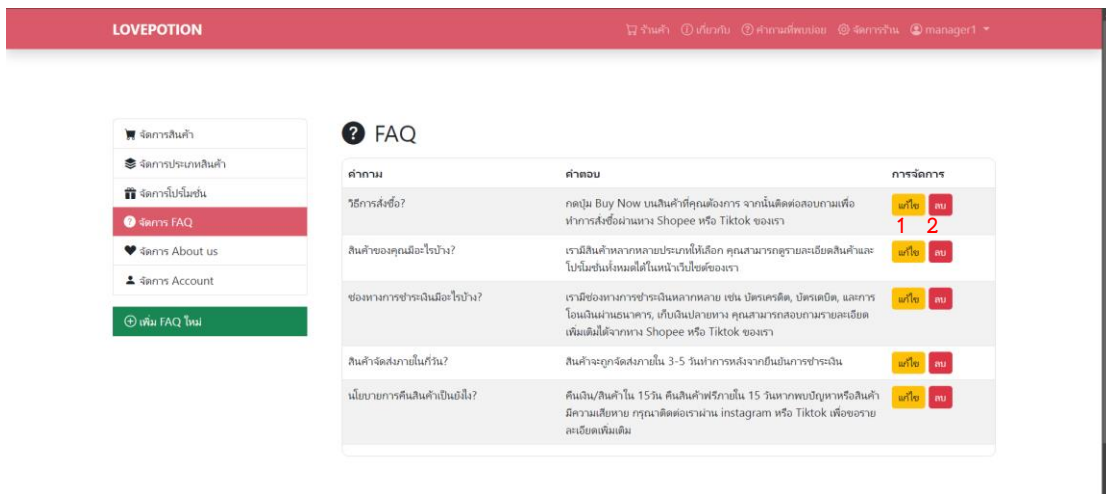 LOVEPOTION ร้านค้า เกี่ยวกับ คำถามที่พบบ่อย จัดการร้าน manager1
จัดการสินค้า
จัดการประเภทสินค้า
จัดการโปรโมชั่น
จัดการ FAQ
จัดการ About us
จัดการ Account
เพิ่ม FAQ ใหม่
FAQ
คำถาม คำตอบ การจัดการ
วิธีการสั่งซื้อ? กดปุ่ม Buy Now บนสินค้าที่คุณต้องการ จากนั้นติดต่อสอบถามเพื่อ แก้ไข ลบ
ทำการสั่งซื้อผ่านทาง Shopee หรือ Tiktok ของเรา 1 2
สินค้าของคุณมีอะไรบ้าง? เรามีสินค้าหลากหลายประเภทให้เลือก คุณสามารถดูรายละเอียดสินค้าและ แก้ไข ลบ
โปรโมชั่นทั้งหมดได้ในหน้าเว็บไซต์ของเรา
ช่องทางการชำระเงินมีอะไรบ้าง? เรามีช่องทางการชำระเงินหลากหลาย เช่น บัตรเครดิต, บัตรเดบิต, และการ แก้ไข ลบ
โอนเงินผ่านธนาคาร, เก็บเงินปลายทาง คุณสามารถสอบถามรายละเอียด
เพิ่มเติมได้จากทาง Shopee หรือ Tiktok ของเรา
สินค้าจัดส่งภายในกี่วัน? สินค้าจะถูกจัดส่งภายใน 3-5 วันทำการหลังจากยืนยันการชำระเงิน แก้ไข ลบ
นโยบายการคืนสินค้าเป็นยังไง? คืนเงิน/สินค้าใน 15วัน คืนสินค้าฟรีภายใน 15 วันหากพบปัญหาหรือสินค้า แก้ไข ลบ
มีความเสียหาย กรุณาติดต่อเราผ่าน instagram หรือ Tiktok เพื่อขอราย
ละเอียดเพิ่มเติม